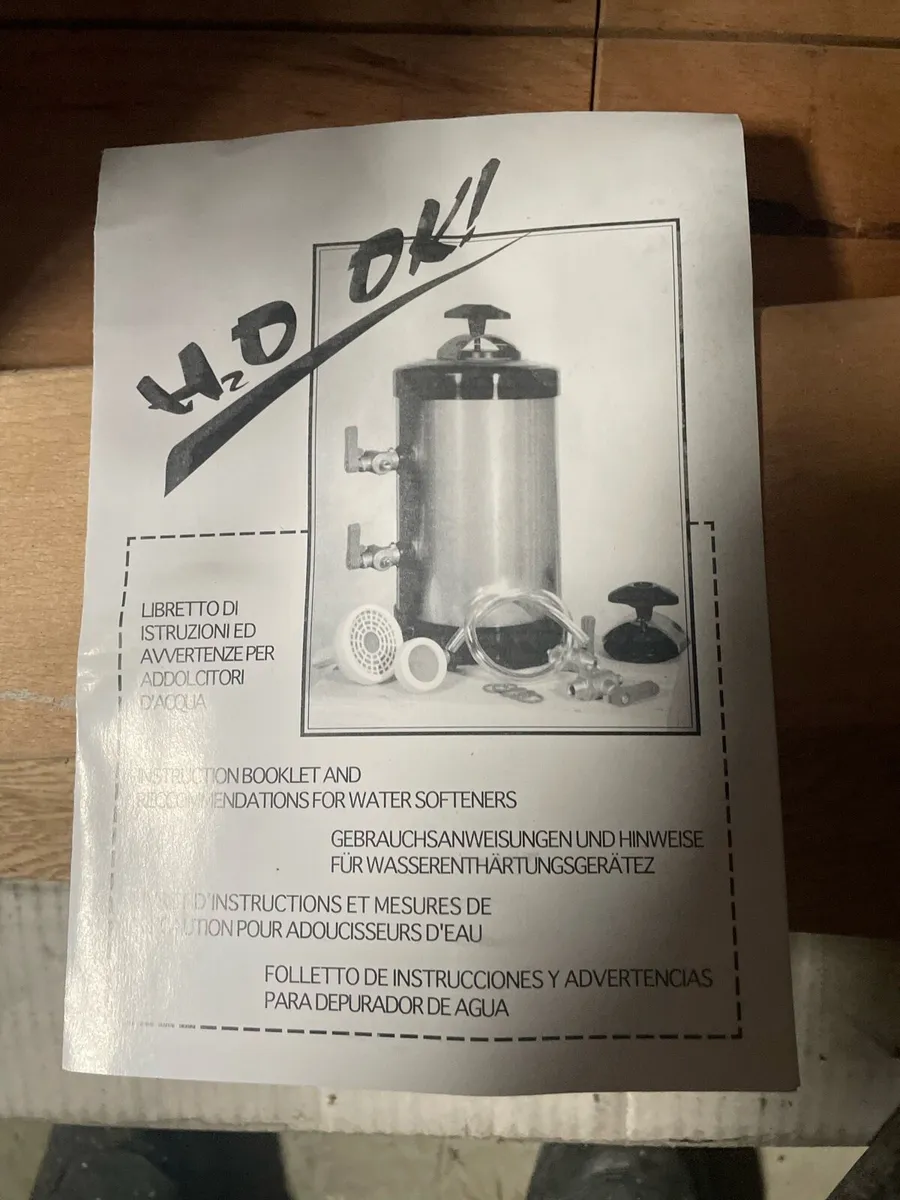 H₂O OK!
LIBRETTO DI
ISTRUZIONI ED
AVVERTENZE PER
ADDOLCITORI
D'ACQUA
INSTRUCTION BOOKLET AND
RECCOMMENDATIONS FOR WATER SOFTENERS
GEBRAUCHSANWEISUNGEN UND HINWEISE
FÜR WASSERENTHÄRTUNGSGERÄTEZ
D'INSTRUCTIONS ET MESURES DE
POUR ADOUCISSEURS D'EAU
FOLLETTO DE INSTRUCCIONES Y ADVERTENCIAS
PARA DEPURADOR DE AGUA